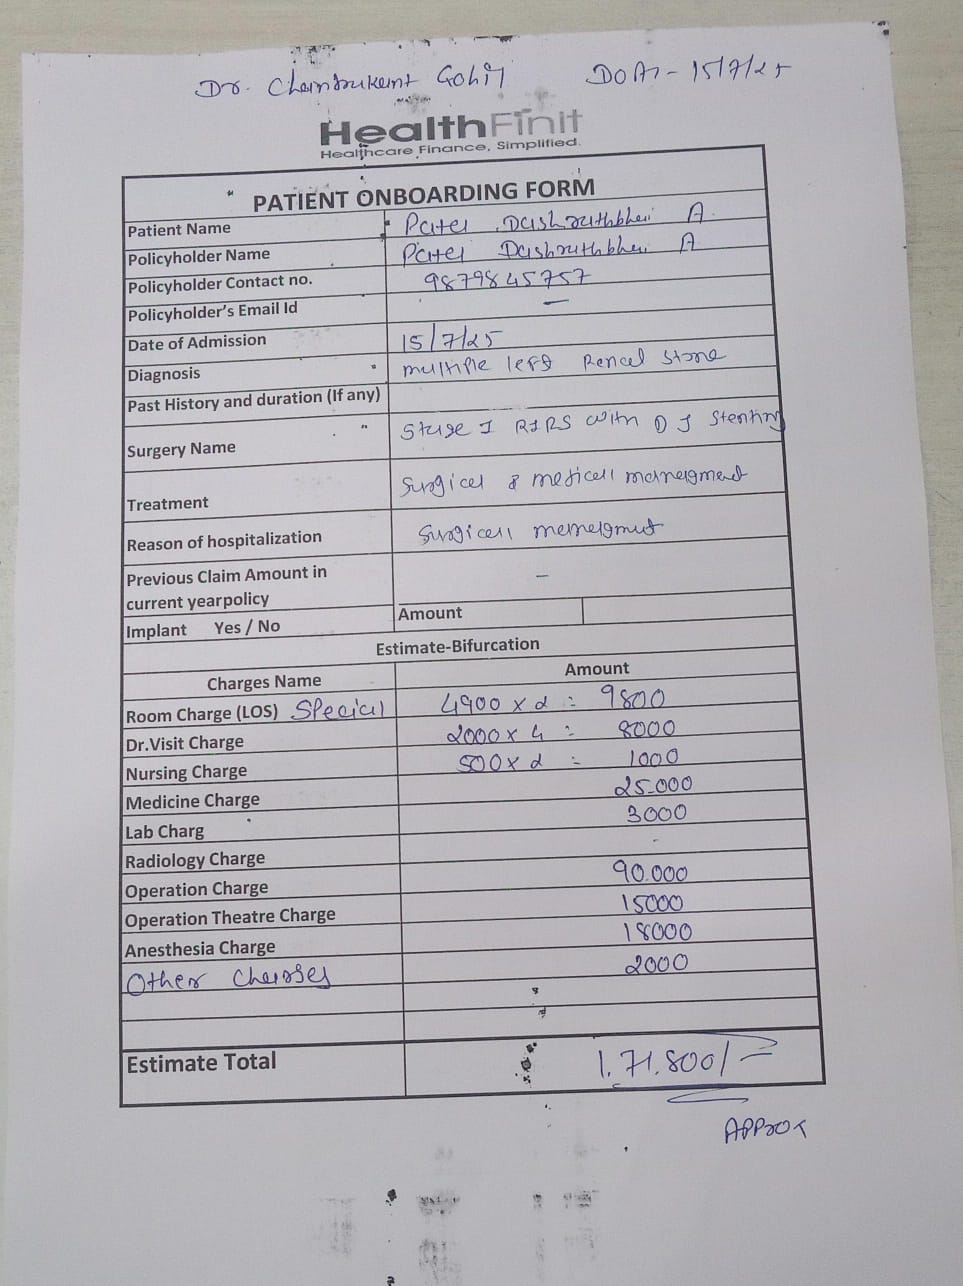 Dr. Chandrukant Gohil DOA - 15/7/25
HealthFinit
Healthcare Finance, Simplified.
PATIENT ONBOARDING FORM
Patient Name Patel Dashrathbhai A.
Policyholder Name Patel Dashrathbhai A
Policyholder Contact no. 9879845757
Policyholder's Email Id –
Date of Admission 15/7/25
Diagnosis multiple left Renal stone
Past History and duration (If any)
Surgery Name Stage I RIRS with D J Stenting
Treatment Surgical & medical management
Reason of hospitalization Surgical
Previous Claim Amount in –
current yearpolicy
Implant Yes / No Amount
Estimate-Bifurcation
Charges Name Amount
Room Charge (LOS) Special 4900 x 2 = 9800
Dr.Visit Charge 2000 x 4 = 8000
Nursing Charge 500 x 2 = 1000
Medicine Charge 25.000
Lab Charg 3000
Radiology Charge -
Operation Charge 90.000
Operation Theatre Charge 15000
Anesthesia Charge 18000
Other Charges 2000
Estimate Total 1.71.800/=
APProx